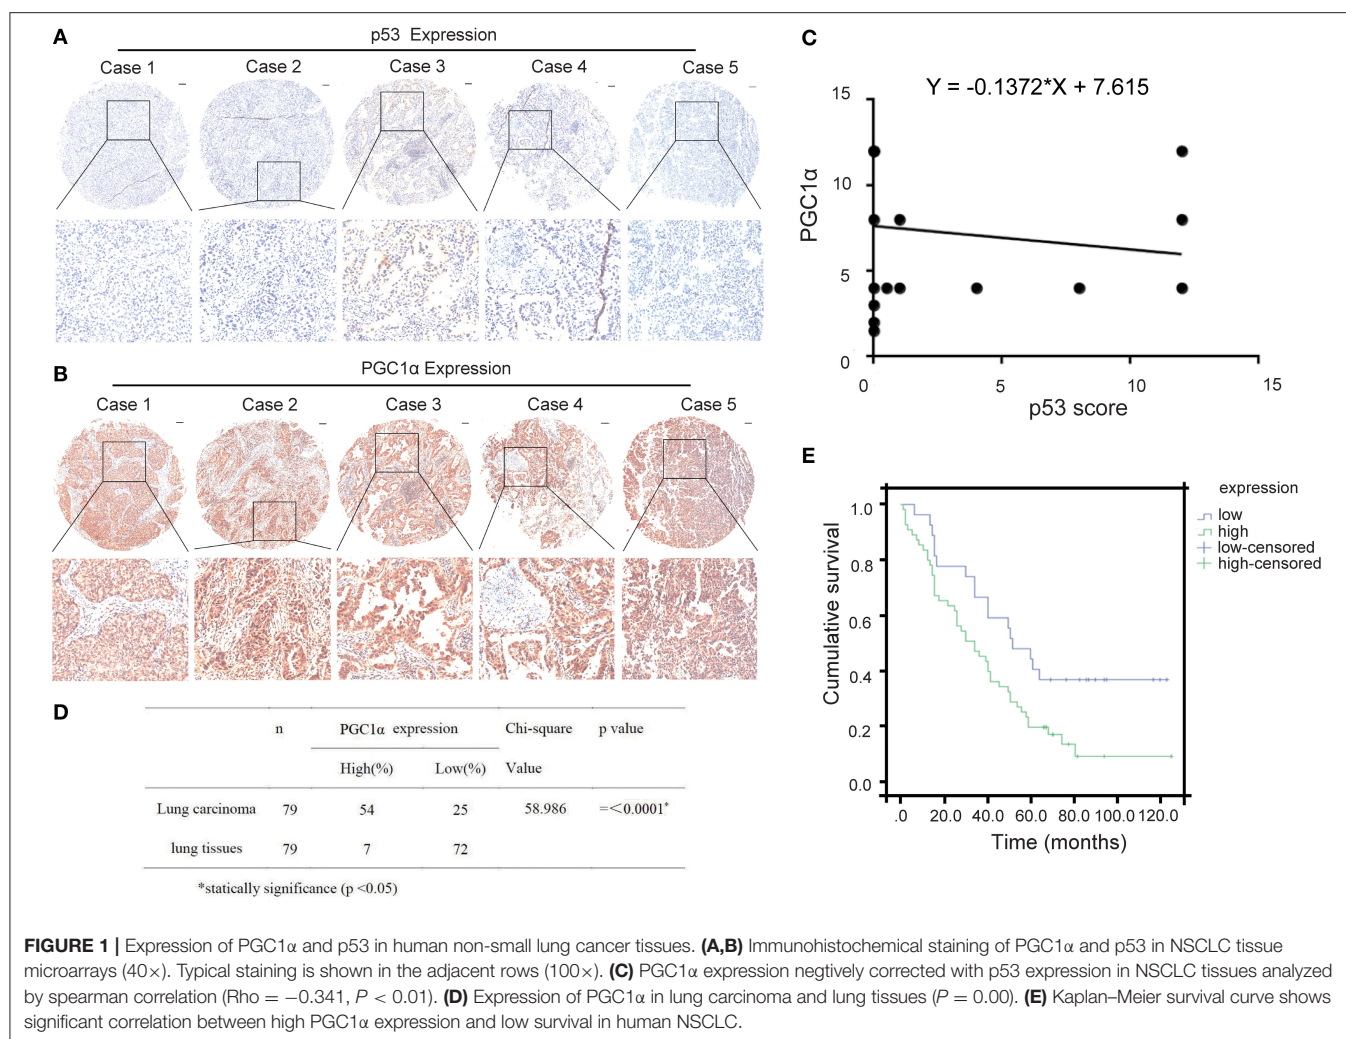 A
p53 Expression
Case 1 Case 2 Case 3 Case 4 Case 5
B
PGC1α Expression
Case 1 Case 2 Case 3 Case 4 Case 5
C
Y = -0.1372*X + 7.615
15
10
5
0
PGC1α
0 5 10 15
p53 score
D
n PGC1α expression Chi-square p value
High(%) Low(%) Value
Lung carcinoma 79 54 25 58.986 =<0.0001*
lung tissues 79 7 72
*statically significance (p <0.05)
E
expression
low
high
low-censored
high-censored
1.0
0.8
0.6
0.4
0.2
0.0
Cumulative survival
.0 20.0 40.0 60.0 80.0 100.0 120.0
Time (months)
FIGURE 1 | Expression of PGC1α and p53 in human non-small lung cancer tissues. (A,B) Immunohistochemical staining of PGC1α and p53 in NSCLC tissue
microarrays (40×). Typical staining is shown in the adjacent rows (100×). (C) PGC1α expression negtively corrected with p53 expression in NSCLC tissues analyzed
by spearman correlation (Rho = −0.341, P < 0.01). (D) Expression of PGC1α in lung carcinoma and lung tissues (P = 0.00). (E) Kaplan–Meier survival curve shows
significant correlation between high PGC1α expression and low survival in human NSCLC.